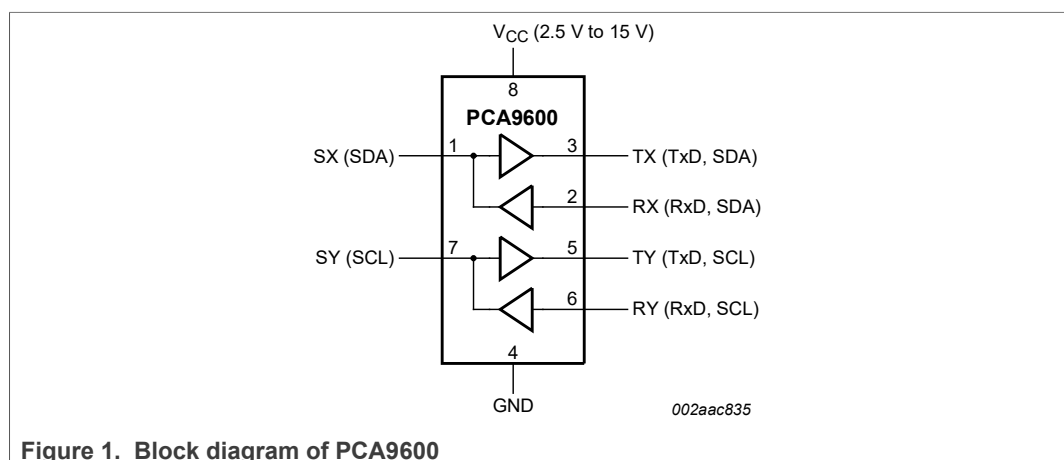 VCC (2.5 V to 15 V)
8
PCA9600
SX (SDA) 1 3 TX (TxD, SDA)
2 RX (RxD, SDA)
SY (SCL) 7 5 TY (TxD, SCL)
6 RY (RxD, SCL)
4
GND
002aac835
Figure 1. Block diagram of PCA9600